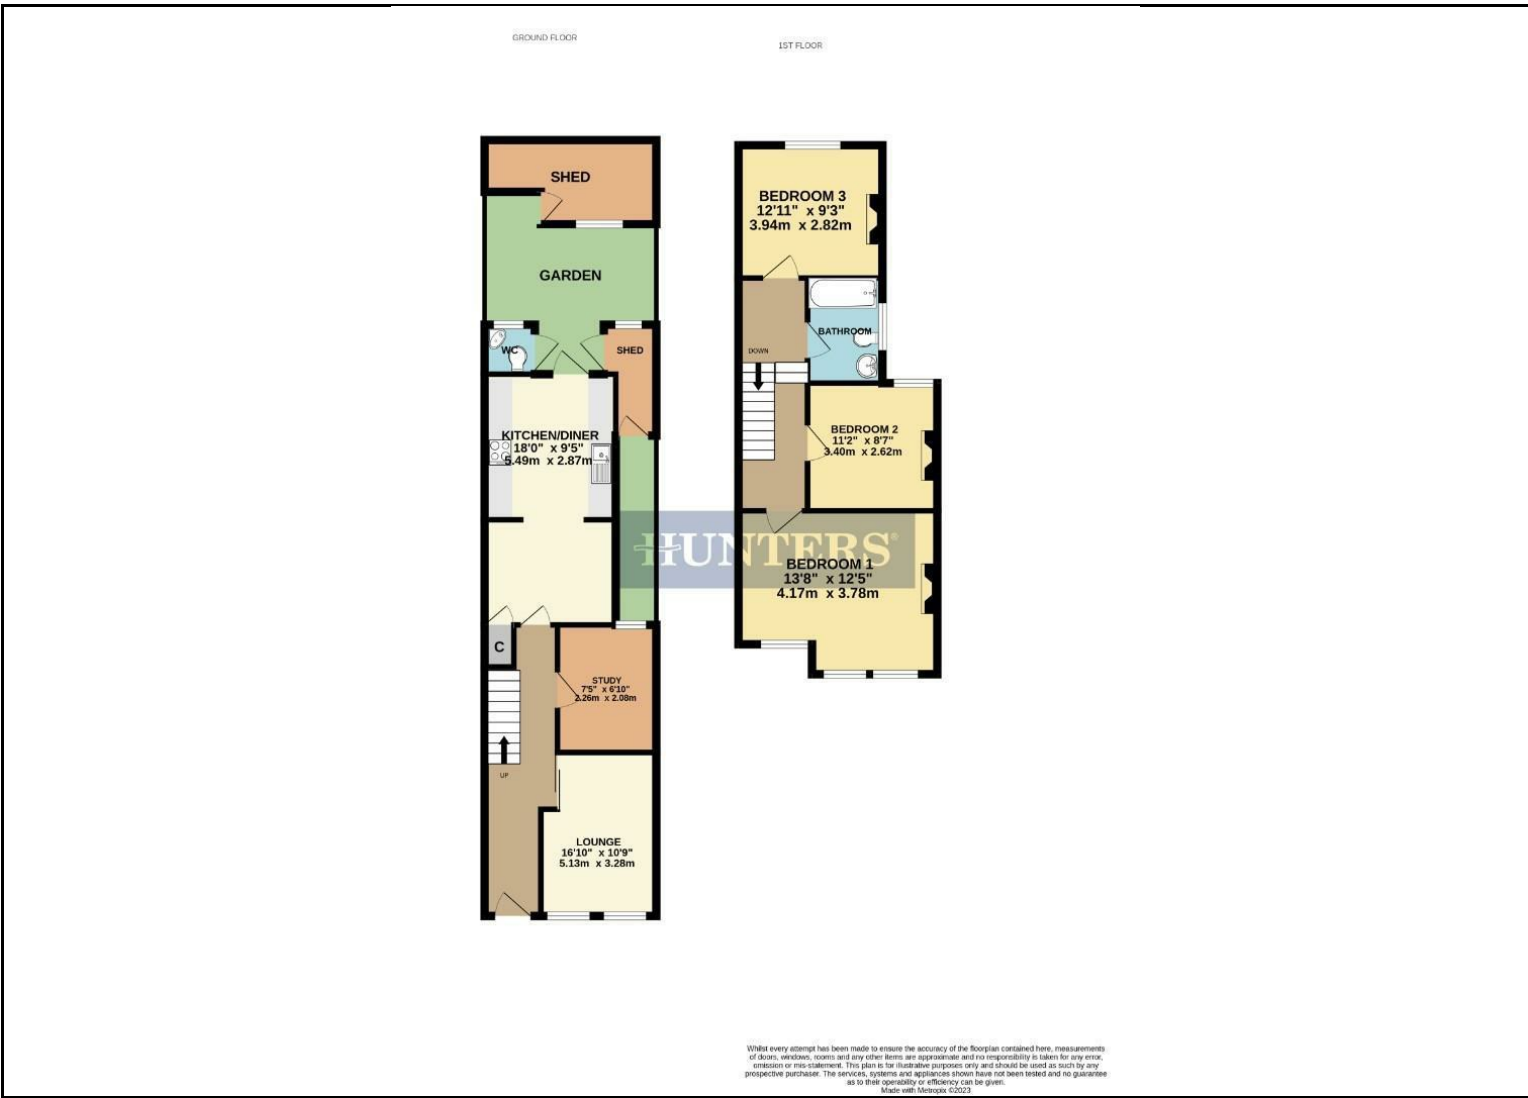 GROUND FLOOR
1ST FLOOR
SHED
GARDEN
WC
SHED
KITCHEN/DINER
18'0" x 9'5"
5.49m x 2.87m
C
STUDY
7'5" x 6'10"
2.26m x 2.08m
UP
LOUNGE
16'10" x 10'9"
5.13m x 3.28m
BEDROOM 3
12'11" x 9'3"
3.94m x 2.82m
BATHROOM
DOWN
BEDROOM 2
11'2" x 8'7"
3.40m x 2.62m
HUNTERS®
BEDROOM 1
13'8" x 12'5"
4.17m x 3.78m
Whilst every attempt has been made to ensure the accuracy of the floorplan contained here, measurements
of doors, windows, rooms and any other items are approximate and no responsibility is taken for any error,
omission or mis-statement. This plan is for illustrative purposes only and should be used as such by any
prospective purchaser. The services, systems and appliances shown have not been tested and no guarantee
as to their operability or efficiency can be given.
Made with Metropix ©2023